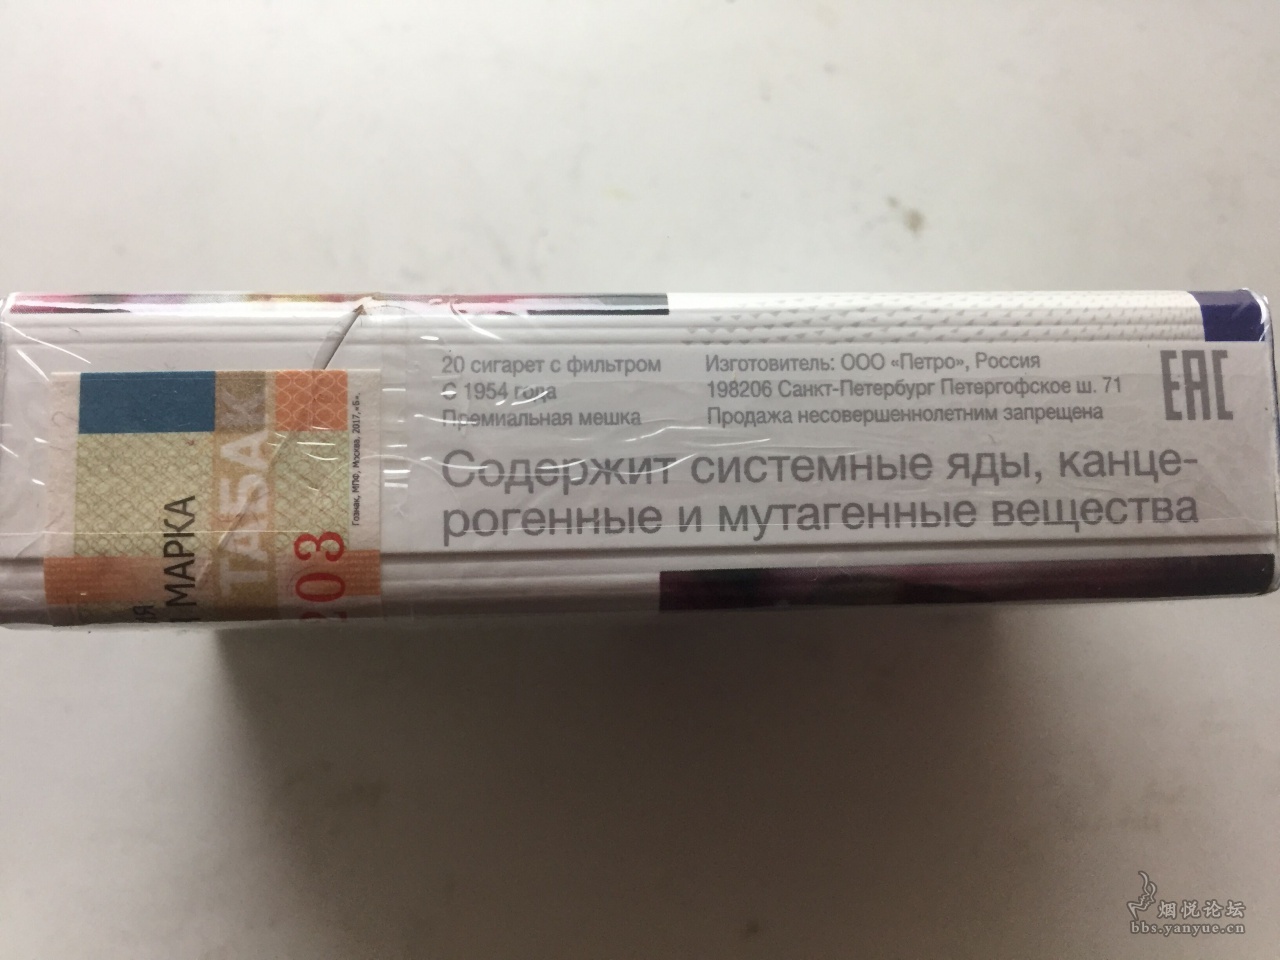 20 сигарет с фильтром
С 1954 года
Премиальная мешка
Изготовитель: ООО «Петро», Россия
198206 Санкт-Петербург Петергофское ш. 71
Продажа несовершеннолетним запрещена
ЕАС
Содержит системные яды, канце-
рогенные и мутагенные вещества
МАРКА
ТАБАК
203
Гознак, МПФ, Москва, 2017, «Б».
烟悦论坛
bbs.yanyue.cn